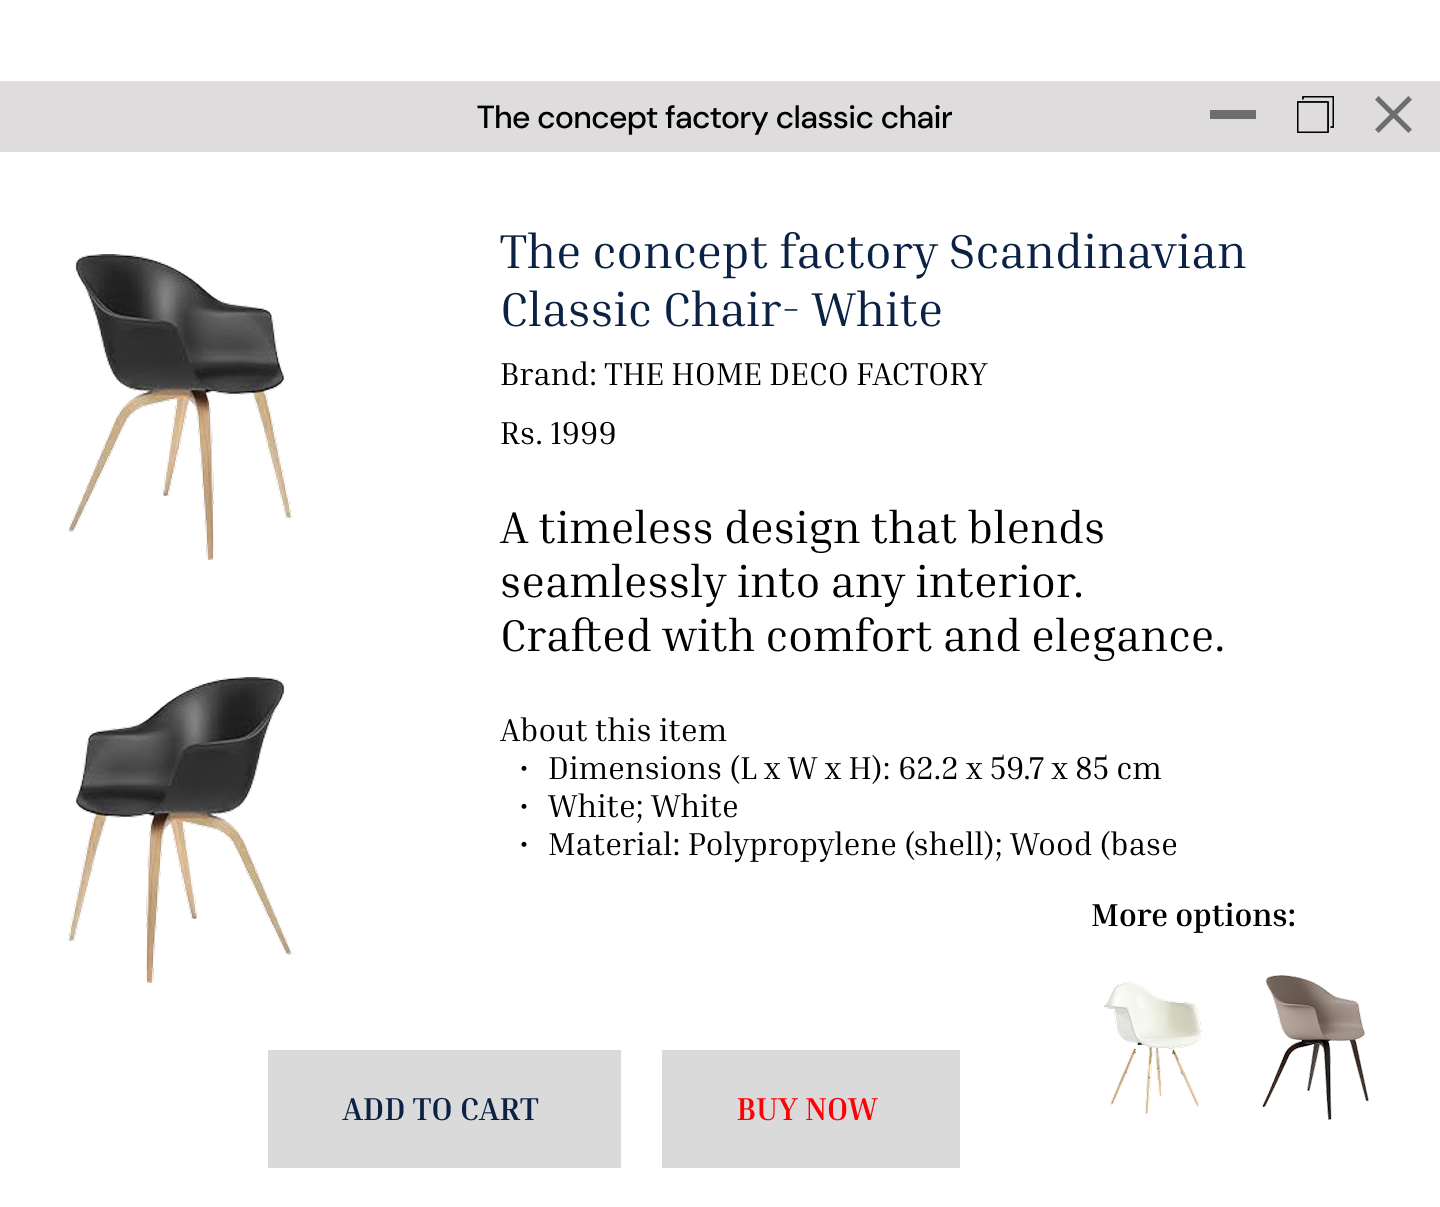 The concept factory classic chair
The concept factory Scandinavian
Classic Chair- White
Brand: THE HOME DECO FACTORY
Rs. 1999
A timeless design that blends
seamlessly into any interior.
Crafted with comfort and elegance.
About this item
• Dimensions (L x W x H): 62.2 x 59.7 x 85 cm
• White; White
• Material: Polypropylene (shell); Wood (base
More options:
ADD TO CART
BUY NOW